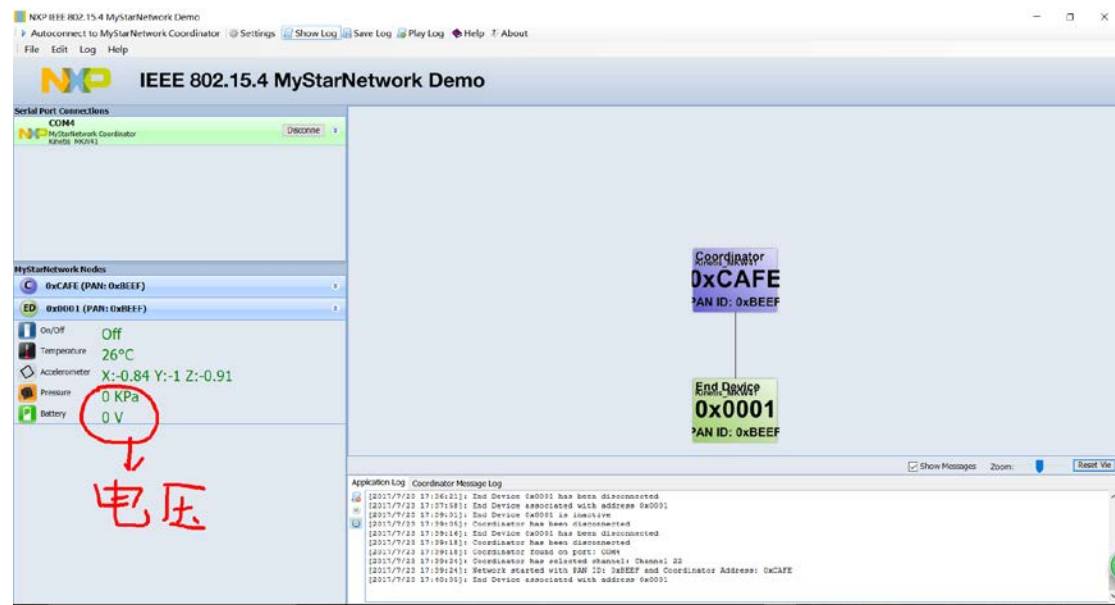 NXP IEEE 802.15.4 MyStarNetwork Demo
Autoconnect to MyStarNetwork Coordinator Settings Show Log Save Log Play Log Help About
File Edit Log Help
NXP IEEE 802.15.4 MyStarNetwork Demo
Serial Port Connections
COM4
NXP MyStarNetwork Coordinator Disconne
Kinetis MKW41
MyStarNetwork Nodes
C 0xCAFE (PAN: 0xBEEF)
ED 0x0001 (PAN: 0xBEEF)
On/Off Off
Temperature 26°C
Accelerometer X:-0.84 Y:-1 Z:-0.91
Pressure 0 KPa
Battery 0 V
电压
Coordinator
Kinetis_MKW41
0xCAFE
PAN ID: 0xBEEF
End Device
Kinetis_MKW41
0x0001
PAN ID: 0xBEEF
Show Messages Zoom: Reset Vie
Application Log Coordinator Message Log
[2017/7/23 17:36:21]: End Device 0x0001 has been disconnected
[2017/7/23 17:37:58]: End Device associated with address 0x0001
[2017/7/23 17:39:01]: End Device 0x0001 is inactive
[2017/7/23 17:39:05]: Coordinator has been disconnected
[2017/7/23 17:39:16]: End Device 0x0001 has been disconnected
[2017/7/23 17:39:18]: Coordinator has been disconnected
[2017/7/23 17:39:18]: Coordinator found on port: COM4
[2017/7/23 17:39:24]: Coordinator has selected channel: Channel 22
[2017/7/23 17:39:24]: Network started with PAN ID: 0xBEEF and Coordinator Address: 0xCAFE
[2017/7/23 17:40:05]: End Device associated with address 0x0001